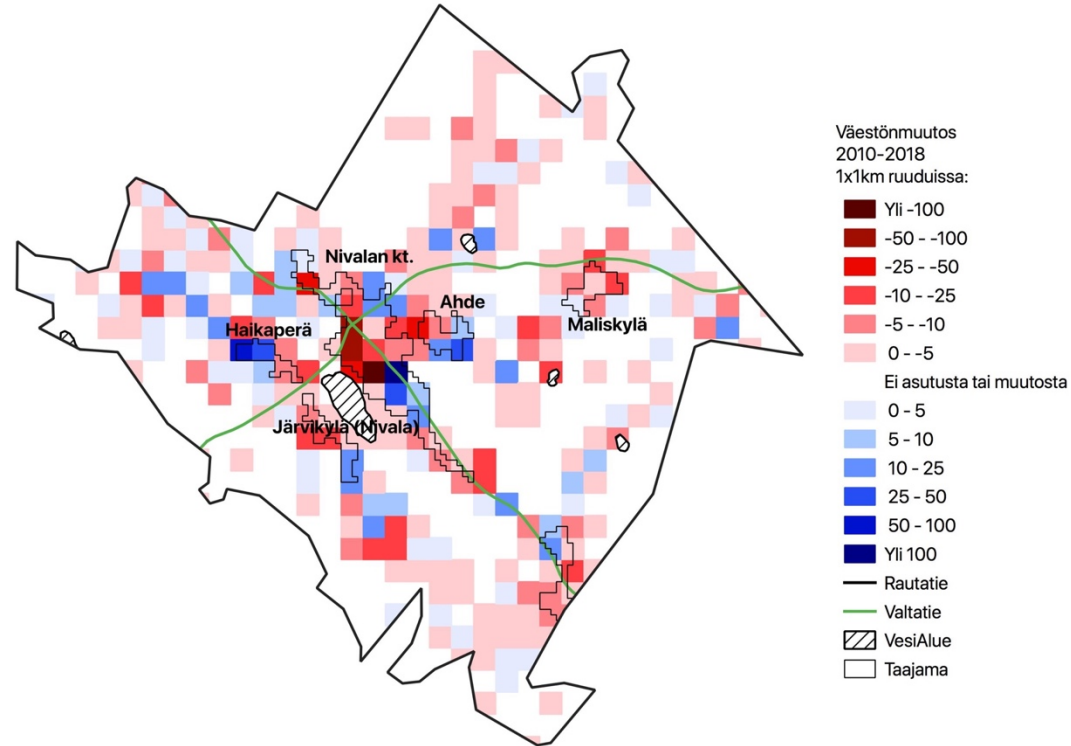 Väestönmuutos
2010-2018
1x1km ruuduissa:
Yli -100
-50 - -100
-25 - -50
-10 - -25
-5 - -10
0 - -5
Ei asutusta tai muutosta
0 - 5
5 - 10
10 - 25
25 - 50
50 - 100
Yli 100
Rautatie
Valtatie
VesiAlue
Taajama
Nivalan kt.
Ahde
Haikaperä
Maliskylä
Järvikylä (Nivala)